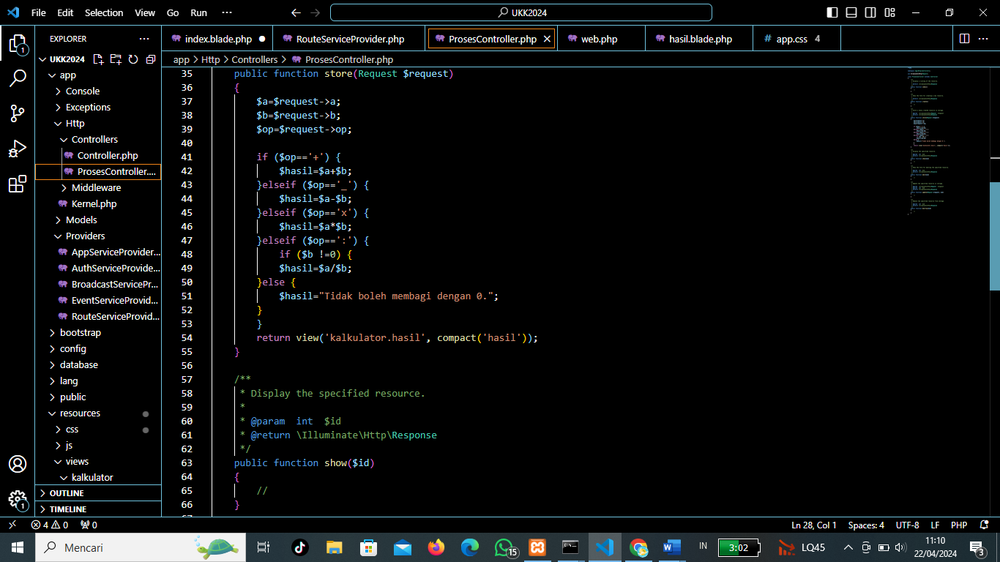 File Edit Selection View Go Run ··· UKK2024
EXPLORER ···
index.blade.php RouteServiceProvider.php ProsesController.php web.php hasil.blade.php # app.css 4 ···
UKK2024
app > Http > Controllers > ProsesController.php
app
Console
Exceptions
Http
Controllers
Controller.php
ProsesController....
Middleware
Kernel.php
Models
Providers
AppServiceProvider...
AuthServiceProvide...
BroadcastServicePr...
EventServiceProvid...
RouteServiceProvid...
bootstrap
config
database
lang
public
resources
css
js
views
kalkulator
OUTLINE
TIMELINE
1
1
35 public function store(Request $request)
36 {
37 $a=$request->a;
38 $b=$request->b;
39 $op=$request->op;
40
41 if ($op=='+') {
42 $hasil=$a+$b;
43 }elseif ($op=='_') {
44 $hasil=$a-$b;
45 }elseif ($op=='x') {
46 $hasil=$a*$b;
47 }elseif ($op==':') {
48 if ($b !=0) {
49 $hasil=$a/$b;
50 }else {
51 $hasil="Tidak boleh membagi dengan 0.";
52 }
53 }
54 return view('kalkulator.hasil', compact('hasil'));
55 }
56
57 /**
58 * Display the specified resource.
59 *
60 * @param  int  $id
61 * @return \Illuminate\Http\Response
62 */
63 public function show($id)
64 {
65 //
66 }
4 0 0 Ln 28, Col 1 Spaces: 4 UTF-8 LF PHP
Mencari 15 IN 3:02 LQ45 11:10
22/04/2024 3